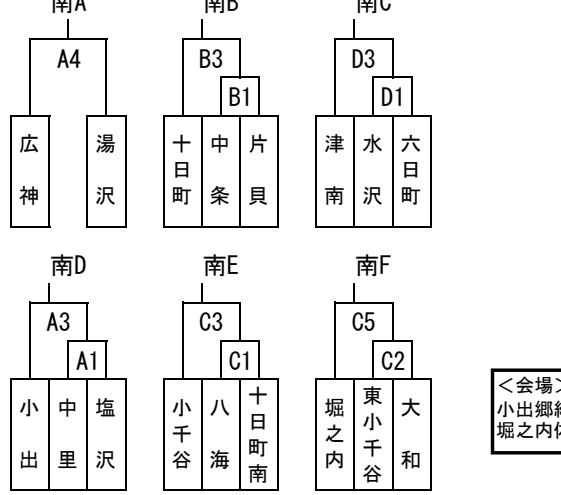 南A 南B 南C
A4 B3 D3
B1 D1
広神 湯沢 十日町 中条 片貝 津南 水沢 六日町
南D 南E 南F
A3 C3 C5
A1 C1 C2
小出 中里 塩沢 小千谷 八海 十日町南 堀之内 東小千谷 大和
＜会場＞
小出郷
堀之内